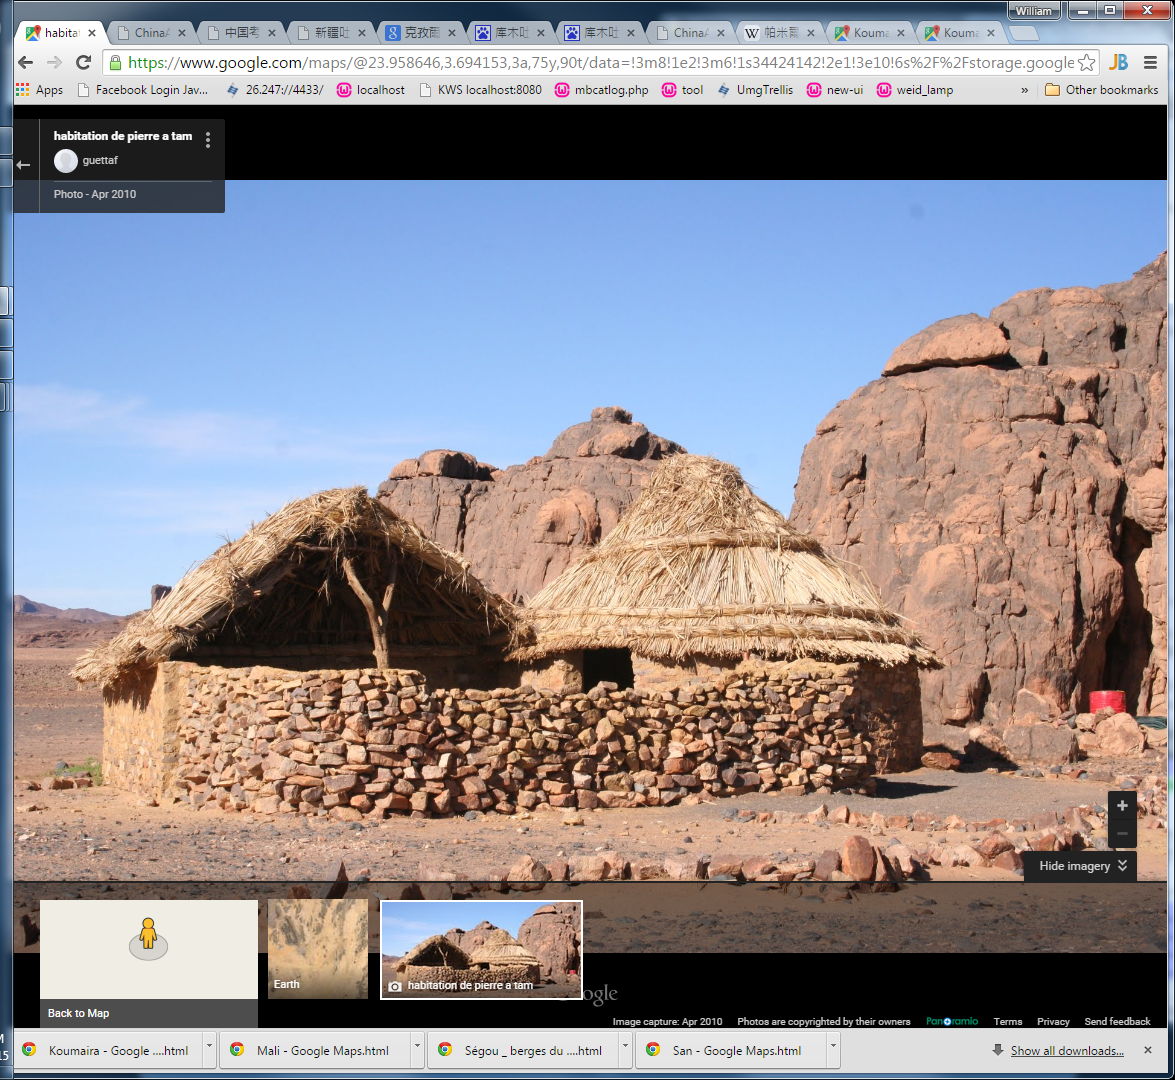 William
habitat
ChinaA
中国考
新疆吐
克孜爾
库木吐
库木吐
ChinaA
帕米爾
Kouma
Kouma
https://www.google.com/maps/@23.958646,3.694153,3a,75y,90t/data=!3m8!1e2!3m6!1s34424142!2e1!3e10!6s%2F%2Fstorage.google
JB
Apps
Facebook Login Jav...
26.247://4433/
localhost
KWS localhost:8080
mbcatlog.php
tool
UmgTrellis
new-ui
weid_lamp
»
Other bookmarks
habitation de pierre a tam
guettaf
Photo - Apr 2010
Hide imagery
Earth
habitation de pierre a tam
Back to Map
Image capture: Apr 2010
Photos are copyrighted by their owners
Panoramio
Terms
Privacy
Send feedback
Koumaira - Google ....html
Mali - Google Maps.html
Ségou _ berges du ....html
San - Google Maps.html
Show all downloads...